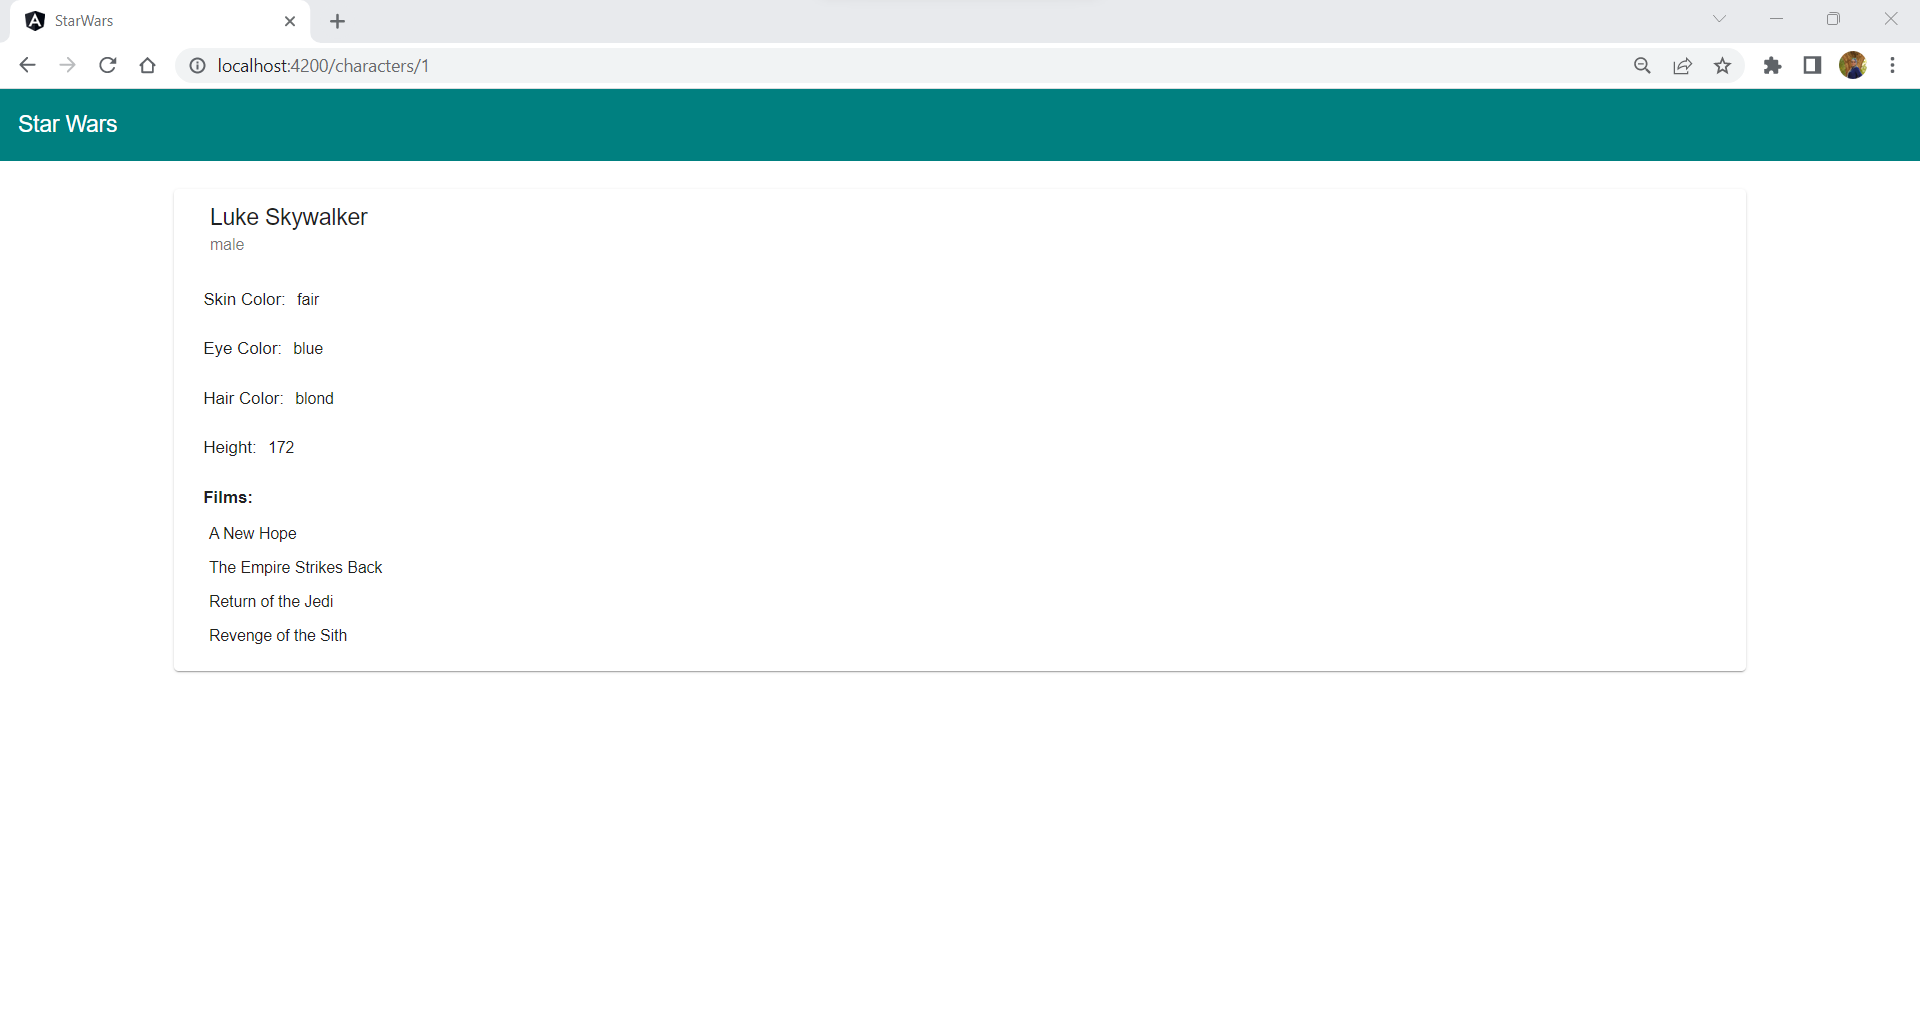 StarWars
localhost:4200/characters/1
Star Wars
Luke Skywalker
male
Skin Color: fair
Eye Color: blue
Hair Color: blond
Height: 172
Films:
A New Hope
The Empire Strikes Back
Return of the Jedi
Revenge of the Sith